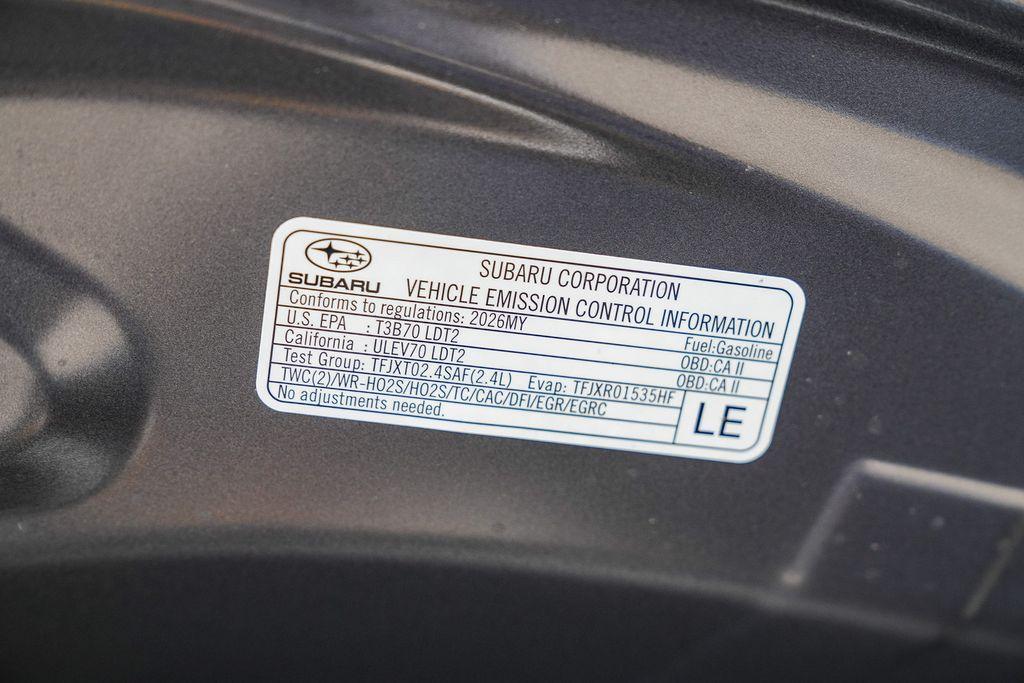 SUBARU
SUBARU CORPORATION
VEHICLE EMISSION CONTROL INFORMATION
Conforms to regulations: 2026MY Fuel:Gasoline
U.S. EPA : T3B70 LDT2 OBD:CA II
California : ULEV70 LDT2 OBD:CA II
Test Group: TFJXT02.4SAF(2.4L) Evap: TFJXR01535HF
TWC(2)/WR-HO2S/HO2S/TC/CAC/DFI/EGR/EGRC
No adjustments needed.
LE